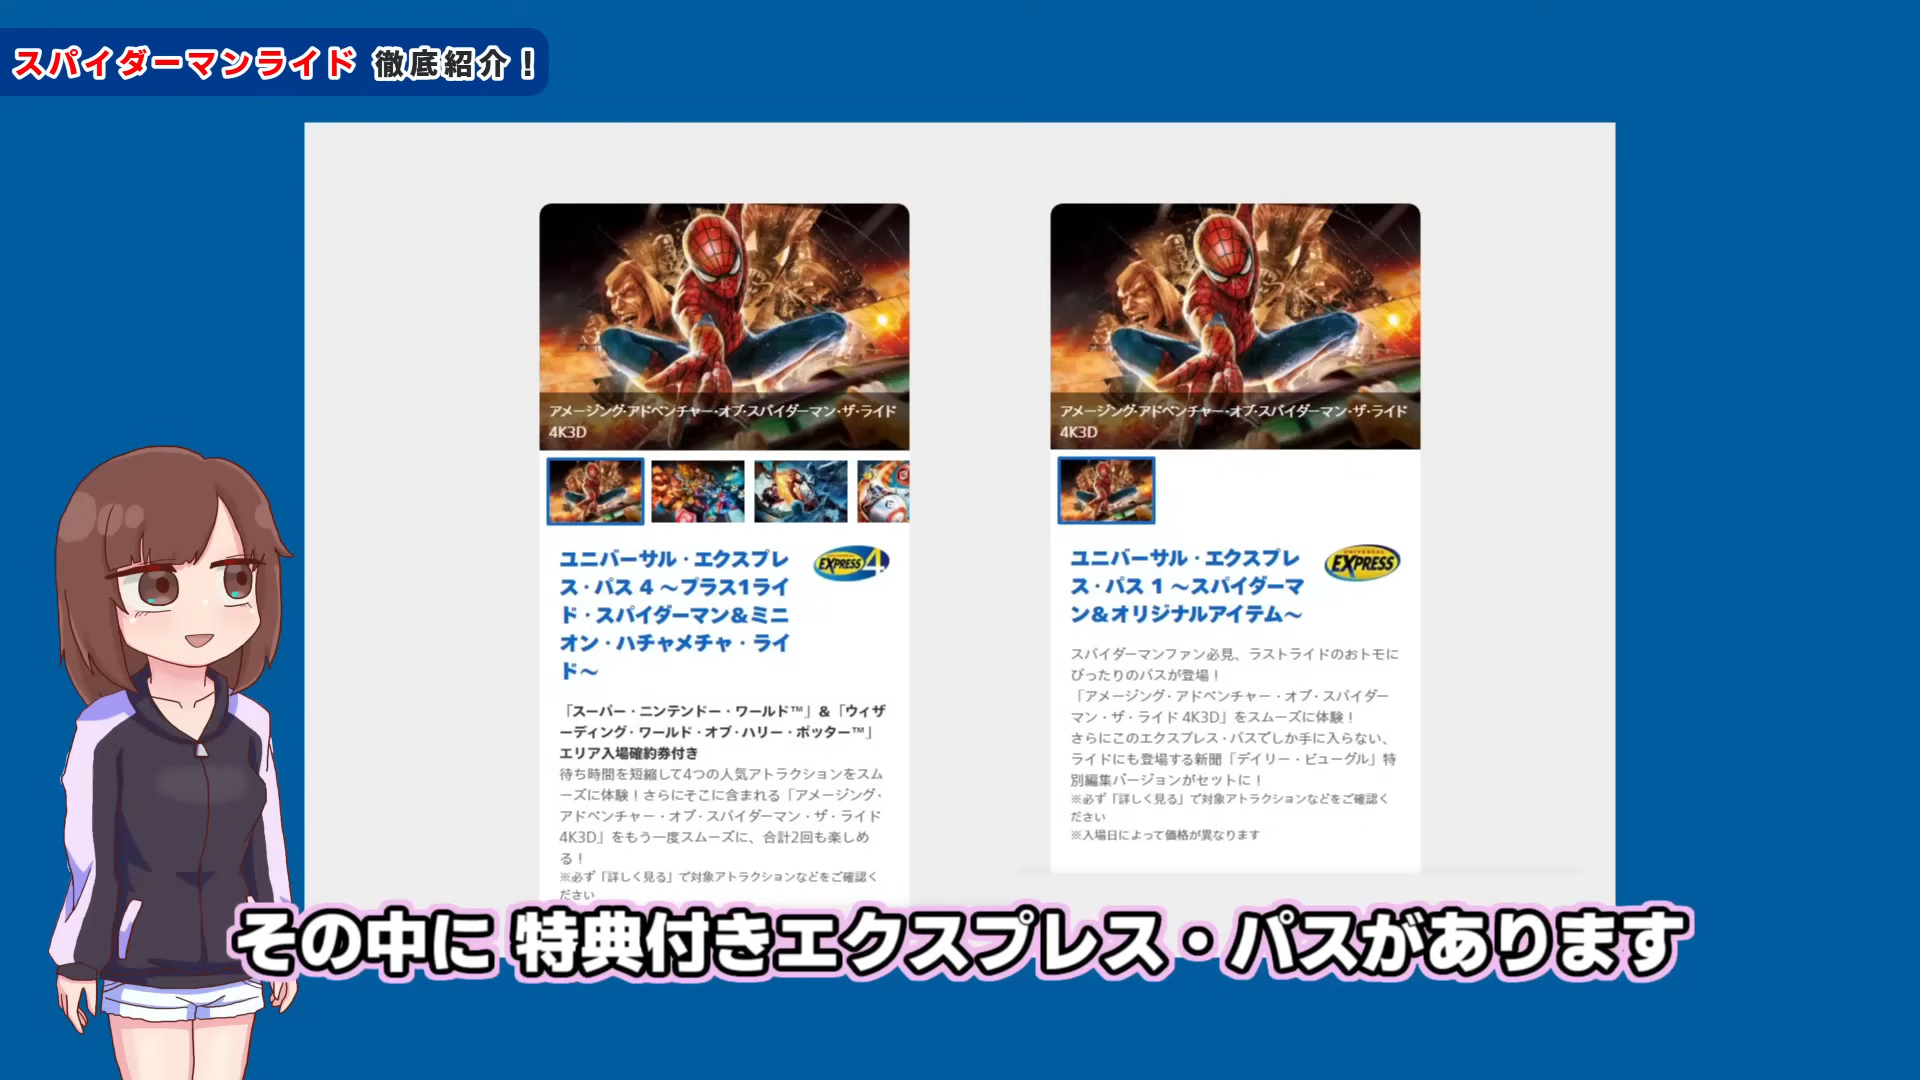 スパイダーマンライド 徹底紹介！
アメージング・アドベンチャー・オブ・スパイダーマン・ザ・ライド
4K3D
ユニバーサル・エクスプレ
ス・パス 4 ～プラス1ライ
ド・スパイダーマン＆ミニ
オン・ハチャメチャ・ライ
ド～
UNIVERSAL
EXPRESS 4
「スーパー・ニンテンドー・ワールド™」&「ウィザ
ーディング・ワールド・オブ・ハリー・ポッター™」
エリア入場確約券付き
待ち時間を短縮して4つの人気アトラクションをスム
ーズに体験！さらにそこに含まれる「アメージング・
アドベンチャー・オブ・スパイダーマン・ザ・ライド
4K3D」をもう一度スムーズに、合計2回も楽しめ
る！
※必ず「詳しく見る」で対象アトラクションなどをご確認く
ださい
アメージング・アドベンチャー・オブ・スパイダーマン・ザ・ライド
4K3D
ユニバーサル・エクスプレ
ス・パス 1 ～スパイダーマ
ン＆オリジナルアイテム～
UNIVERSAL
EXPRESS
スパイダーマンファン必見、ラストライドのおトモに
ぴったりのパスが登場！
「アメージング・アドベンチャー・オブ・スパイダー
マン・ザ・ライド 4K3D」をスムーズに体験！
さらにこのエクスプレス・パスでしか手に入らない、
ライドにも登場する新聞「デイリー・ビューグル」特
別編集バージョンがセットに！
※必ず「詳しく見る」で対象アトラクションなどをご確認く
ださい
※入場日によって価格が異なります
その中に 特典付きエクスプレス・パスがあります